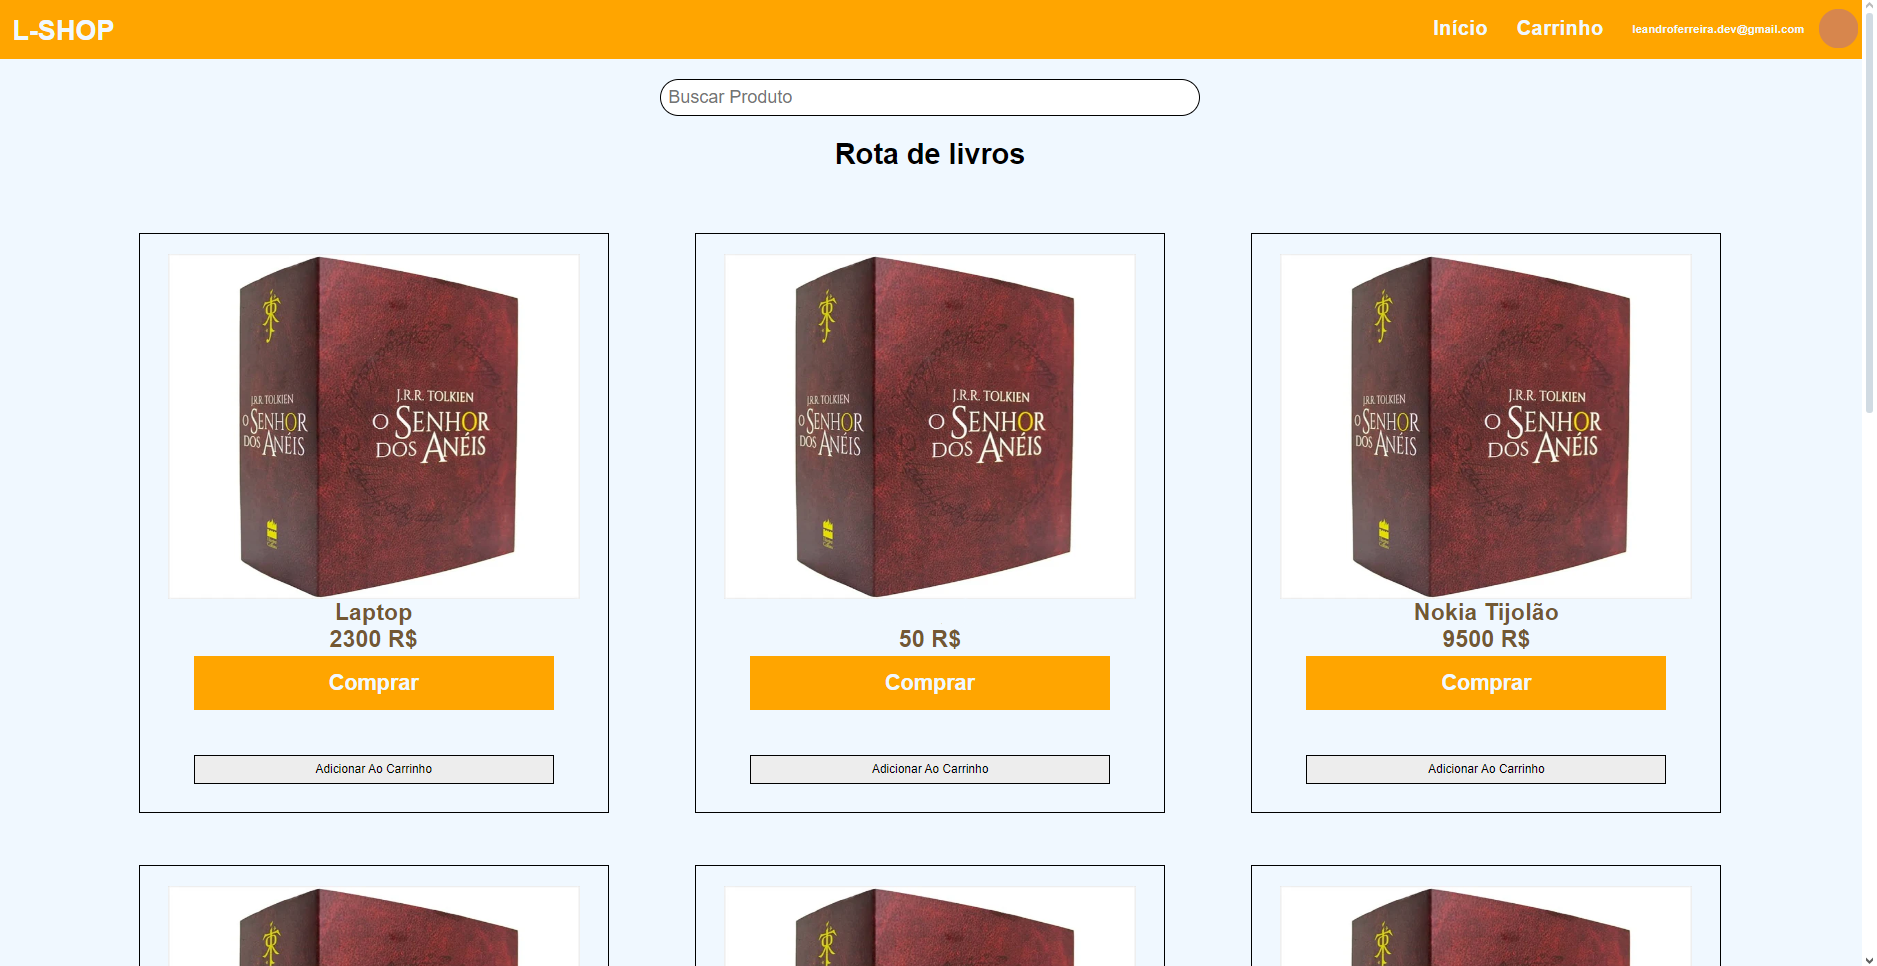 L-SHOP
Início
Carrinho
leandroferreira.dev@gmail.com
Buscar Produto
Rota de livros
J.R.R. TOLKIEN
O SENHOR
DOS ANÉIS
J.R.R. TOLKIEN
O SENHOR
DOS ANÉIS
Laptop
2300 R$
Comprar
Adicionar Ao Carrinho
J.R.R. TOLKIEN
O SENHOR
DOS ANÉIS
J.R.R. TOLKIEN
O SENHOR
DOS ANÉIS
50 R$
Comprar
Adicionar Ao Carrinho
J.R.R. TOLKIEN
O SENHOR
DOS ANÉIS
J.R.R. TOLKIEN
O SENHOR
DOS ANÉIS
Nokia Tijolão
9500 R$
Comprar
Adicionar Ao Carrinho